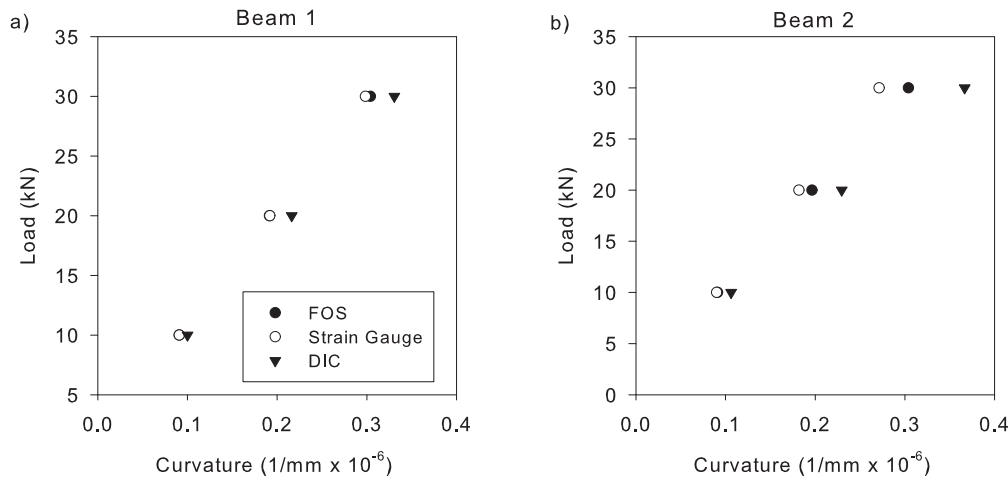 a)
Beam 1
35
30
25
20
15
10
5
Load (kN)
FOS
Strain Gauge
DIC
0.0 0.1 0.2 0.3 0.4
Curvature (1/mm x 10⁻⁶)
b)
Beam 2
35
30
25
20
15
10
5
0
Load (kN)
0.0 0.1 0.2 0.3 0.4
Curvature (1/mm x 10⁻⁶)